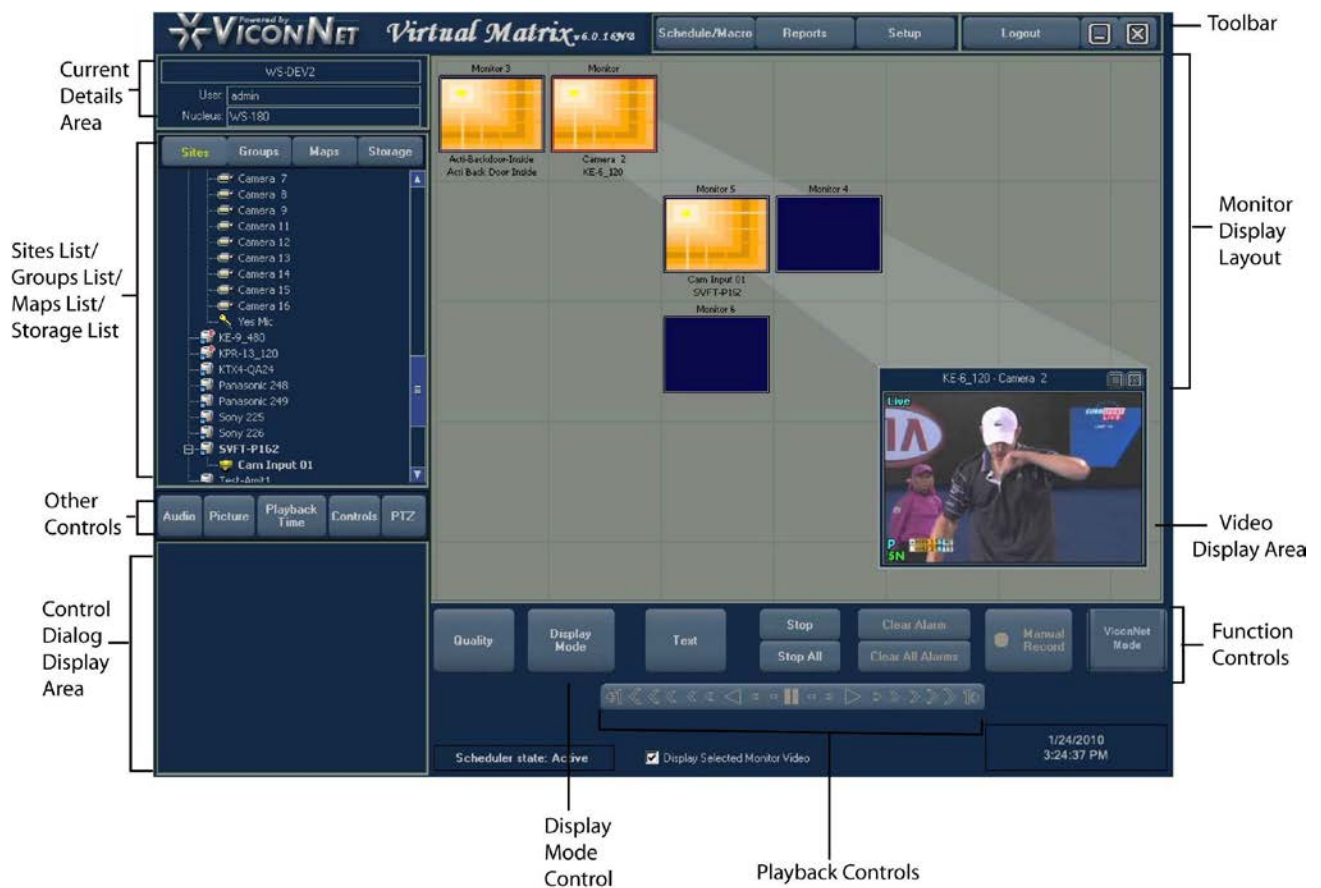 Powered by
VICONNET Virtual Matrix
Schedule/Macro
Reports
Setup
Logout
Toolbar
Current
Details
Area
WS-DEV2
User: admin
Nucleus: WS-180
Sites
Groups
Maps
Storage
Sites List/
Groups List/
Maps List/
Storage List
Camera 7
Camera 8
Camera 9
Camera 11
Camera 12
Camera 13
Camera 14
Camera 15
Camera 16
Yes Mic
KE-9_480
KPR-13_120
KTX4-QA24
Panasonic 248
Panasonic 249
Sony 225
Sony 226
SVFT-P162
Cam Input 01
Test-Amit1
Monitor 3
Acti-Backdoor-Inside
Acti Back Door Inside
Monitor
Camera 2
KE-6_120
Monitor 5
Cam Input 01
SVFT-P162
Monitor 4
Monitor 6
Monitor
Display
Layout
KE-6_120 - Camera 2
Live
P
SN
Video
Display Area
Other
Controls
Audio
Picture
Playback
Time
Controls
PTZ
Control
Dialog
Display
Area
Quality
Display
Mode
Text
Stop
Stop All
Clear Alarm
Clear All Alarms
Manual
Record
ViconNet
Mode
Function
Controls
Scheduler state: Active
Display Selected Monitor Video
1/24/2010
3:24:37 PM
Display
Mode
Control
Playback Controls